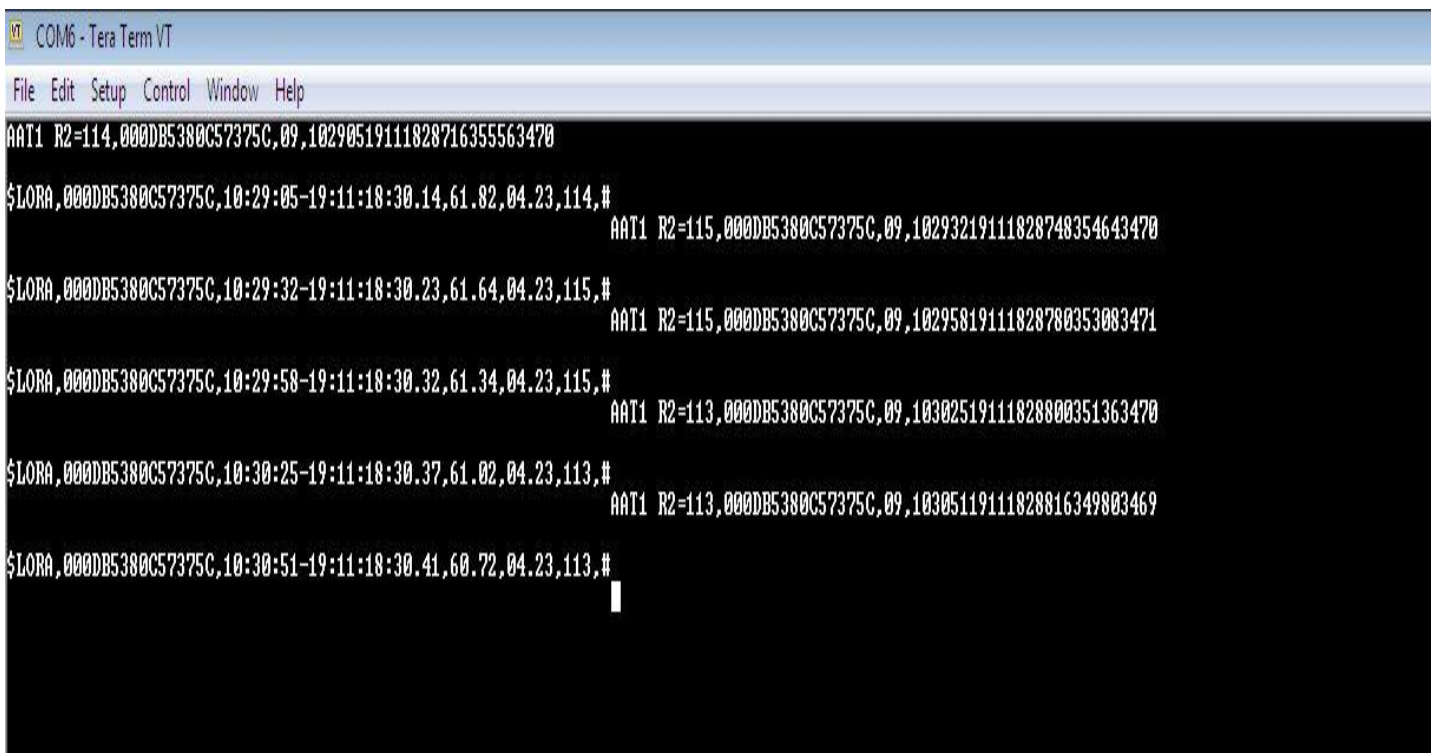 COM6 - Tera Term VT
File Edit Setup Control Window Help
AAT1 R2=114,000DB5380C57375C,09,10290519111828716355563470
$LORA,000DB5380C57375C,10:29:05-19:11:18:30.14,61.82,04.23,114,#
AAT1 R2=115,000DB5380C57375C,09,10293219111828748354643470
$LORA,000DB5380C57375C,10:29:32-19:11:18:30.23,61.64,04.23,115,#
AAT1 R2=115,000DB5380C57375C,09,10295819111828780353083471
$LORA,000DB5380C57375C,10:29:58-19:11:18:30.32,61.34,04.23,115,#
AAT1 R2=113,000DB5380C57375C,09,10302519111828800351363470
$LORA,000DB5380C57375C,10:30:25-19:11:18:30.37,61.02,04.23,113,#
AAT1 R2=113,000DB5380C57375C,09,10305119111828816349803469
$LORA,000DB5380C57375C,10:30:51-19:11:18:30.41,60.72,04.23,113,#